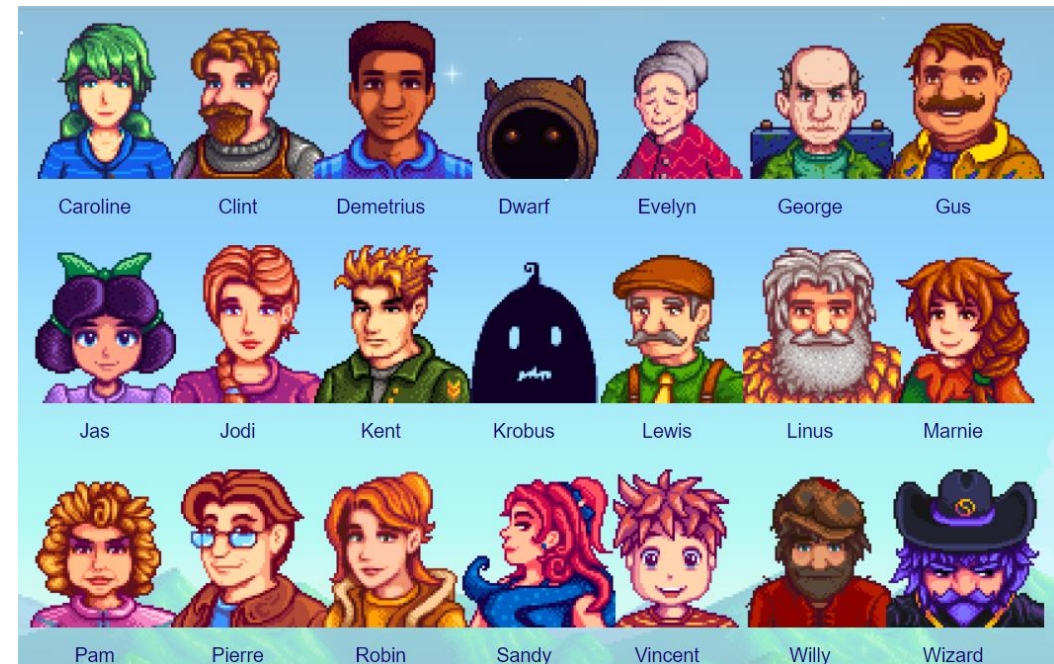 Caroline Clint Demetrius Dwarf Evelyn George Gus
Jas Jodi Kent Krobus Lewis Linus Marnie
Pam Pierre Robin Sandy Vincent Willy Wizard